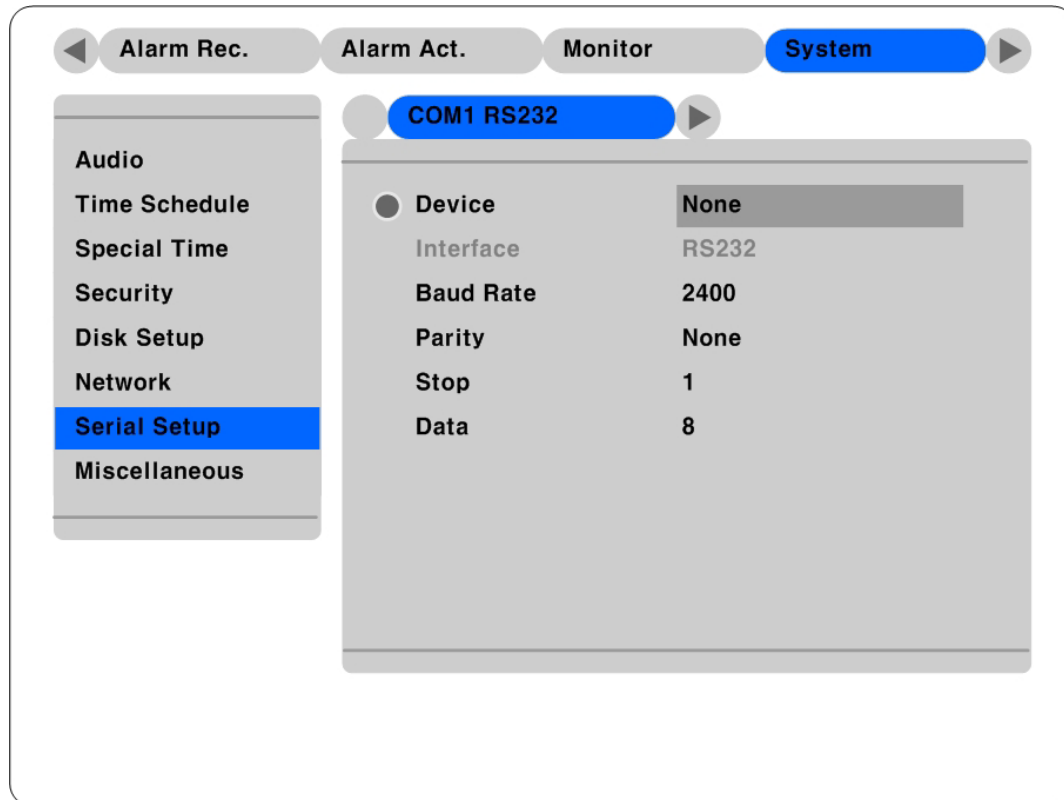 Alarm Rec. Alarm Act. Monitor System
COM1 RS232
Audio
Time Schedule
Special Time
Security
Disk Setup
Network
Serial Setup
Miscellaneous
Device None
Interface RS232
Baud Rate 2400
Parity None
Stop 1
Data 8